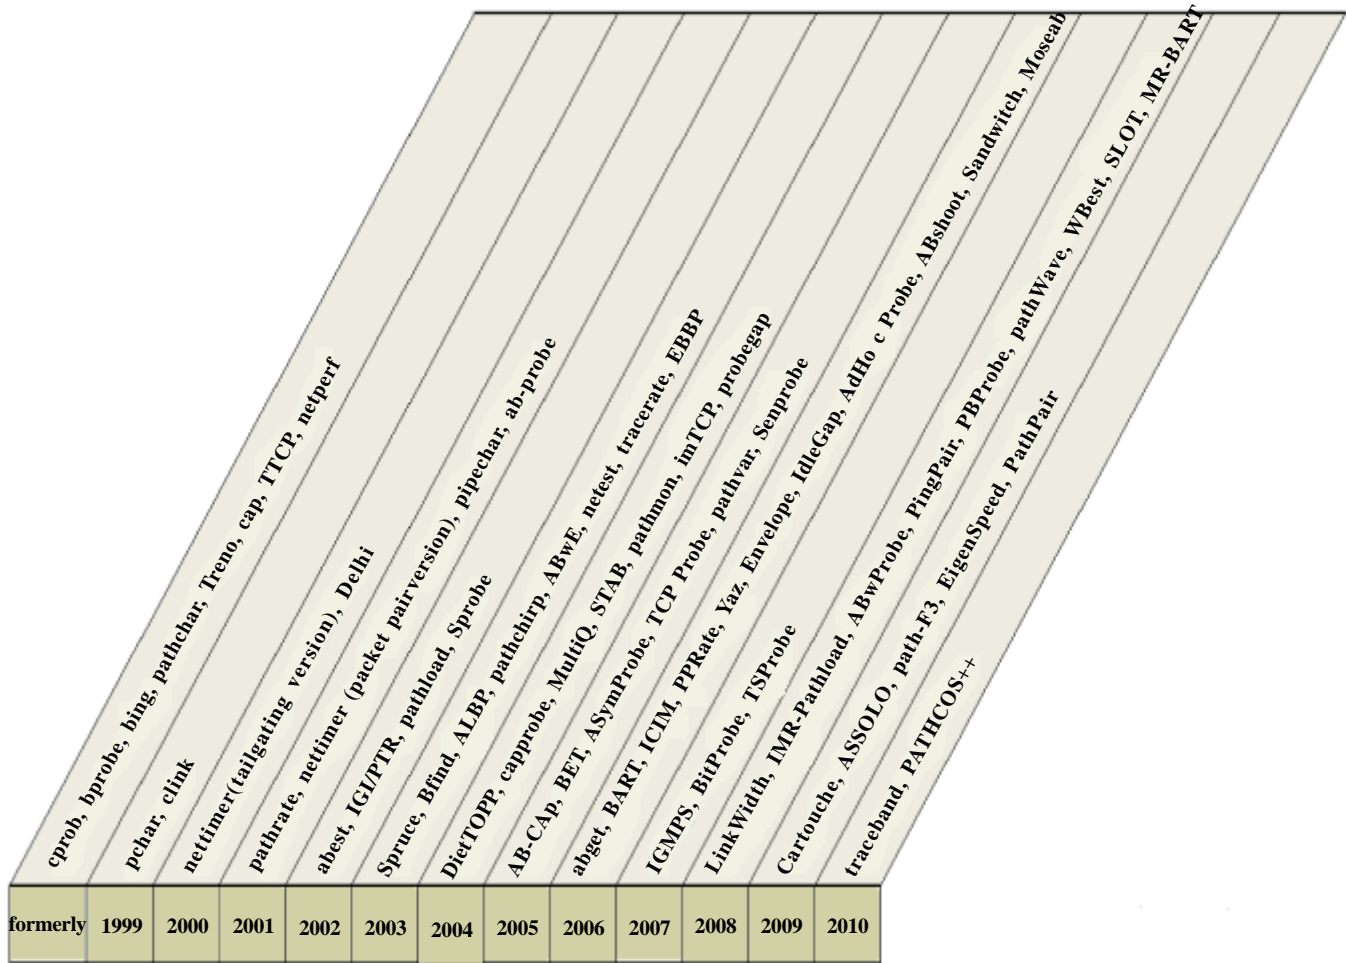 cprob, bprobe, bing, pathchar, Treno, cap, TTCP, netperf
pchar, clink
nettimer(tailgating version), Delhi
pathrate, nettimer (packet pairversion), pipechar, ab-probe
abest, IGI/PTR, pathload, Sprobe
Spruce, Bfind, ALBP, pathchirp, ABwE, netest, tracerate, EBBP
DietTOPP, capprobe, MultiQ, STAB, pathmon, imTCP, probegap
AB-CAP, BET, ASymProbe, TCP Probe, pathvar, Senprobe
abget, BART, ICIM, PPRate, Yaz, Envelope, IdleGap, AdHo c Probe, ABshoot, Sandwitch, Moseab
IGMPS, BitProbe, TSProbe
LinkWidth, IMR-Pathload, ABwProbe, PingPair, PBProbe, pathWave, WBest, SLOT, MR-BART
Cartouche, ASSOLO, path-F3, EigenSpeed, PathPair
traceband, PATHCOS++
formerly 1999 2000 2001 2002 2003 2004 2005 2006 2007 2008 2009 2010